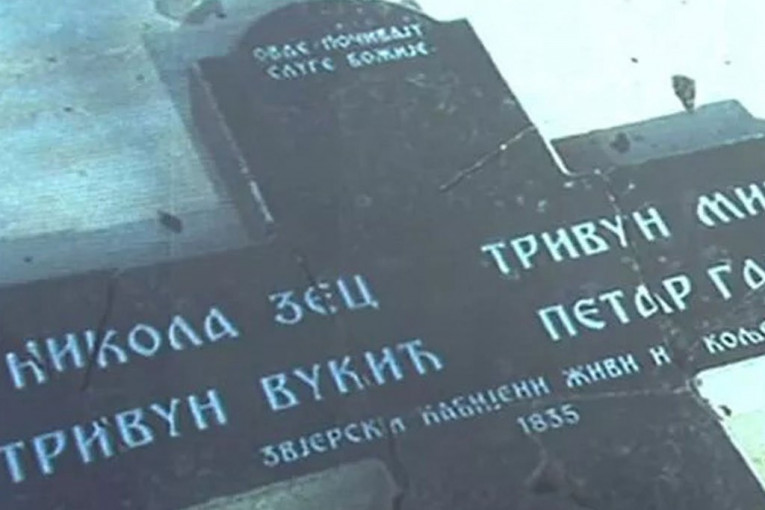 ОВДЕ ПОЧИВАЈУ
СЛУГЕ БОЖИЈЕ
НИКОЛА ЗЕЦ ТРИВУН
ТРИВУН ВУКИЋ ПЕТАР
ЗВЈЕРСКИ НАБИЈЕНИ ЖИВИ
1835